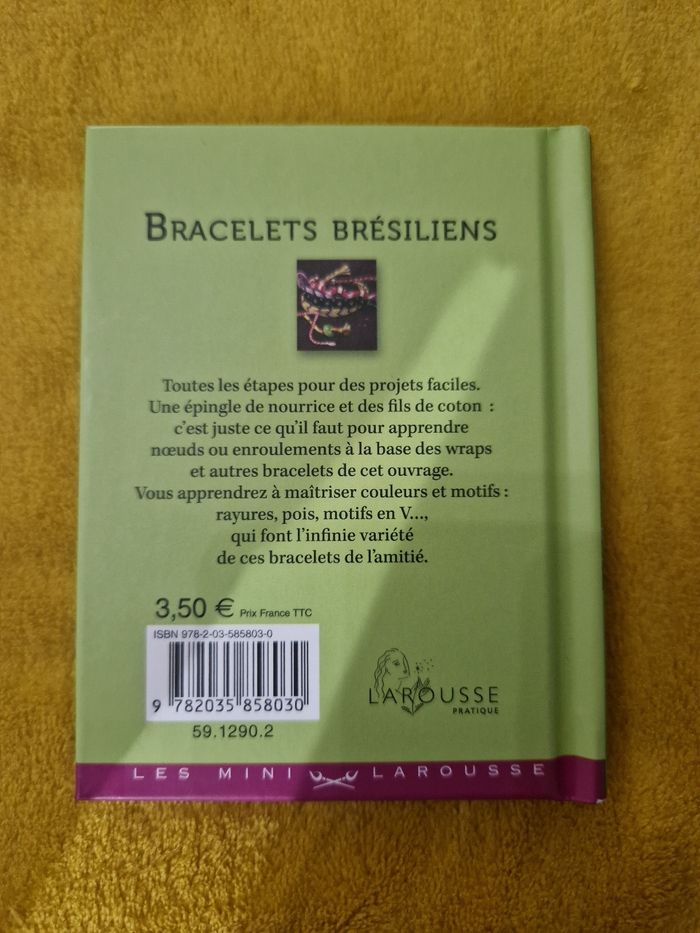 BRACELETS BRÉSILIENS
Toutes les étapes pour des projets faciles.
Une épingle de nourrice et des fils de coton :
c'est juste ce qu'il faut pour apprendre
nœuds ou enroulements à la base des wraps
et autres bracelets de cet ouvrage.
Vous apprendrez à maîtriser couleurs et motifs :
rayures, pois, motifs en V...,
qui font l'infinie variété
de ces bracelets de l'amitié.
3,50 € Prix France TTC
ISBN 978-2-03-585803-0
9 782035 858030
59.1290.2
LAROUSSE
PRATIQUE
LES MINI LAROUSSE